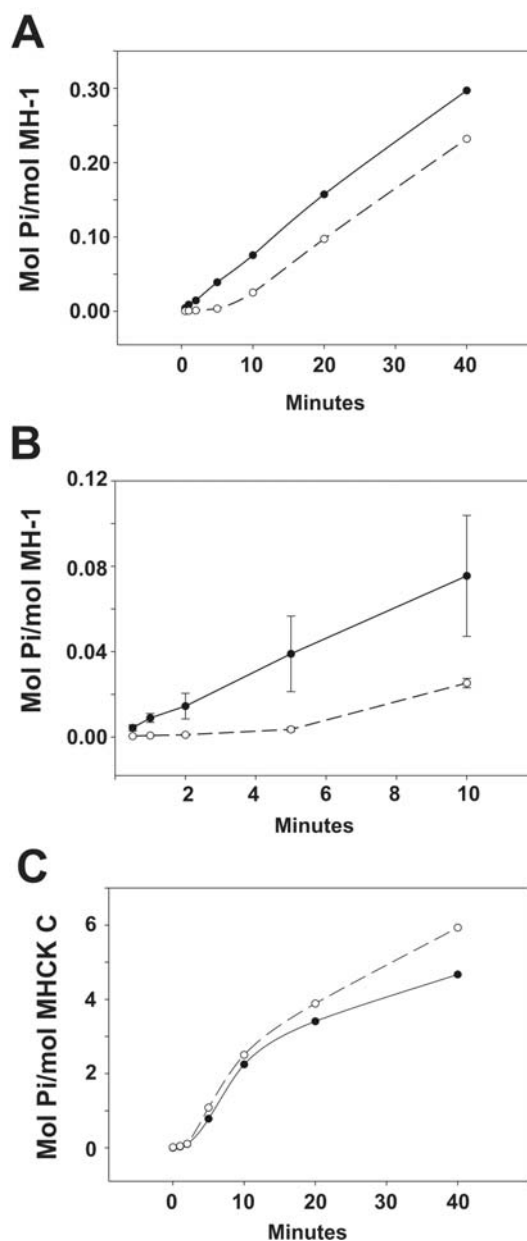 A
Mol Pi/mol MH-1
0.30
0.20
0.10
0.00
0 10 20 30 40
Minutes
B
Mol Pi/mol MH-1
0.12
0.08
0.04
0.00
2 4 6 8 10
Minutes
C
Mol Pi/mol MHCK C
6
4
2
0
0 10 20 30 40
Minutes